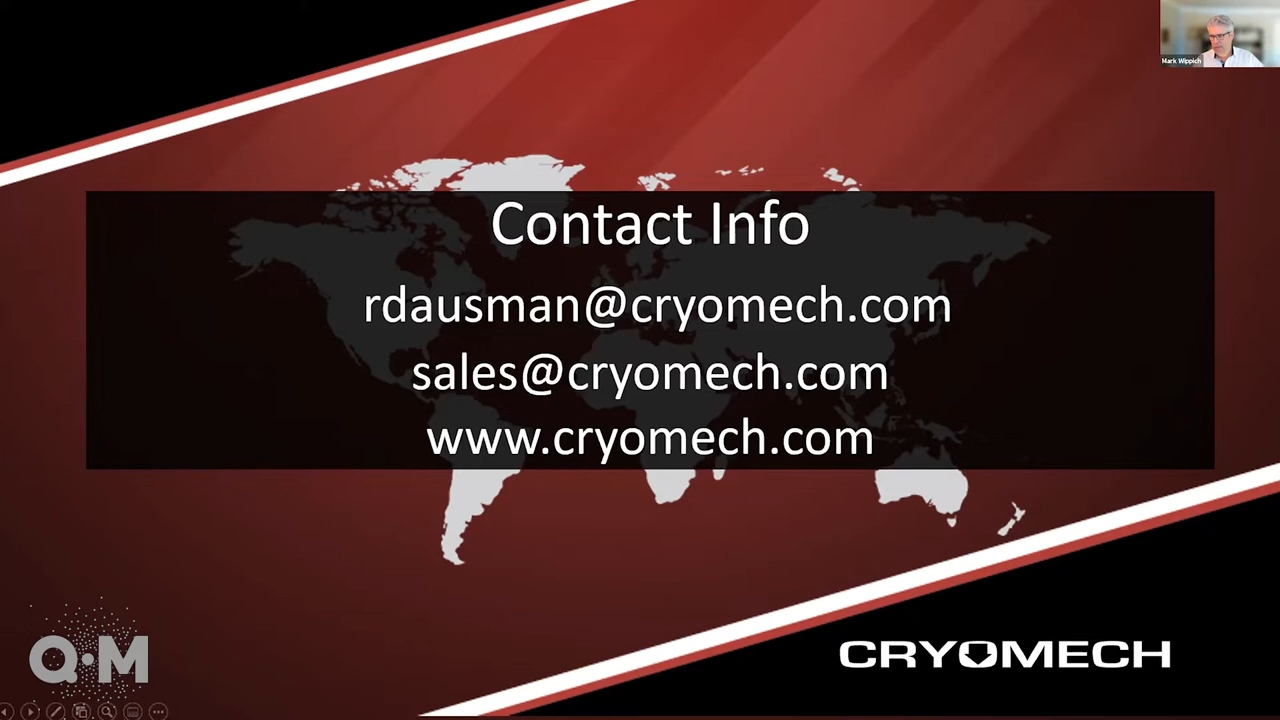 Mark Wippich
Contact Info
rdausman@cryomech.com
sales@cryomech.com
www.cryomech.com
Q·M
CRYOMECH